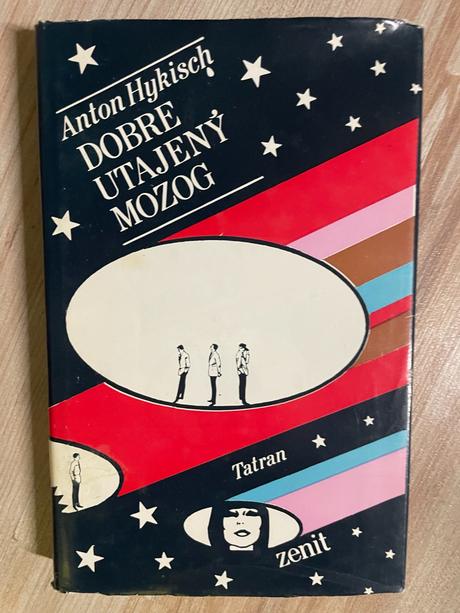 Anton Hykisch
DOBRE
UTAJENÝ
MOZOG
Tatran
zenit